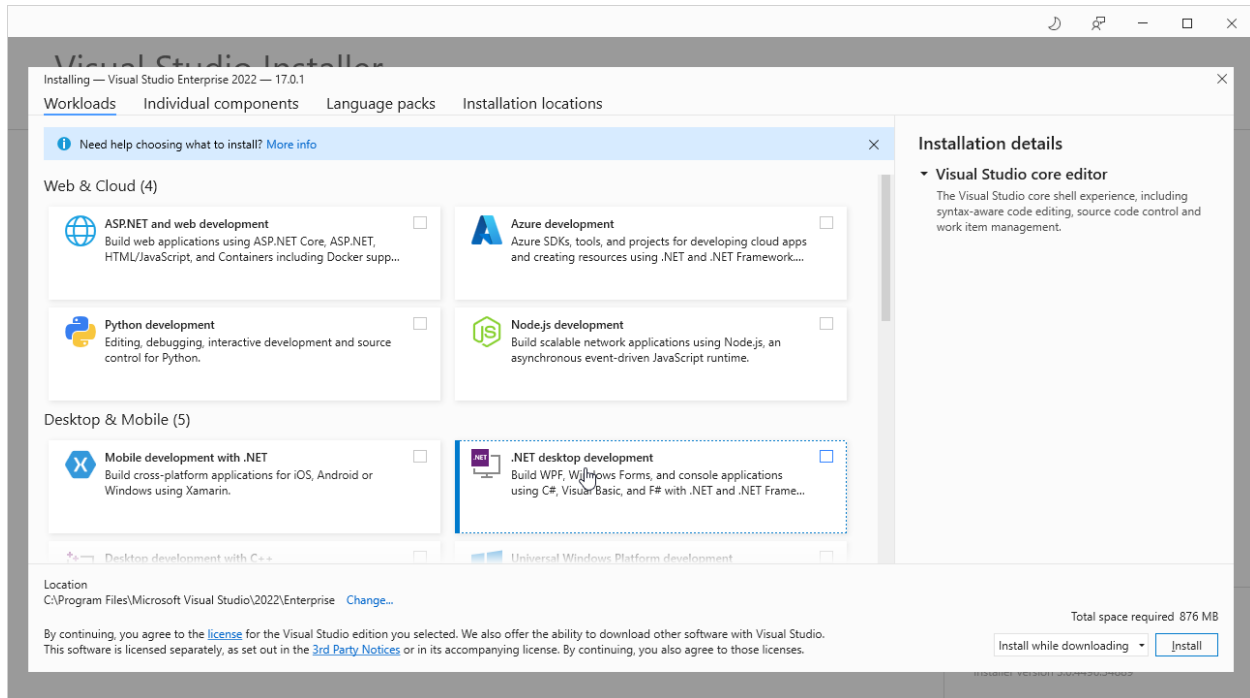 Visual Studio Installer
Installing — Visual Studio Enterprise 2022 — 17.0.1
Workloads Individual components Language packs Installation locations
Need help choosing what to install? More info
Web & Cloud (4)
ASP.NET and web development
Build web applications using ASP.NET Core, ASP.NET,
HTML/JavaScript, and Containers including Docker supp...
Azure development
Azure SDKs, tools, and projects for developing cloud apps
and creating resources using .NET and .NET Framework....
Python development
Editing, debugging, interactive development and source
control for Python.
Node.js development
Build scalable network applications using Node.js, an
asynchronous event-driven JavaScript runtime.
Desktop & Mobile (5)
Mobile development with .NET
Build cross-platform applications for iOS, Android or
Windows using Xamarin.
.NET
.NET desktop development
Build WPF, Windows Forms, and console applications
using C#, Visual Basic, and F# with .NET and .NET Frame...
Desktop development with C++
Universal Windows Platform development
Installation details
Visual Studio core editor
The Visual Studio core shell experience, including
syntax-aware code editing, source code control and
work item management.
Location
C:\Program Files\Microsoft Visual Studio\2022\Enterprise Change...
By continuing, you agree to the license for the Visual Studio edition you selected. We also offer the ability to download other software with Visual Studio.
This software is licensed separately, as set out in the 3rd Party Notices or in its accompanying license. By continuing, you also agree to those licenses.
Total space required 876 MB
Install while downloading Install